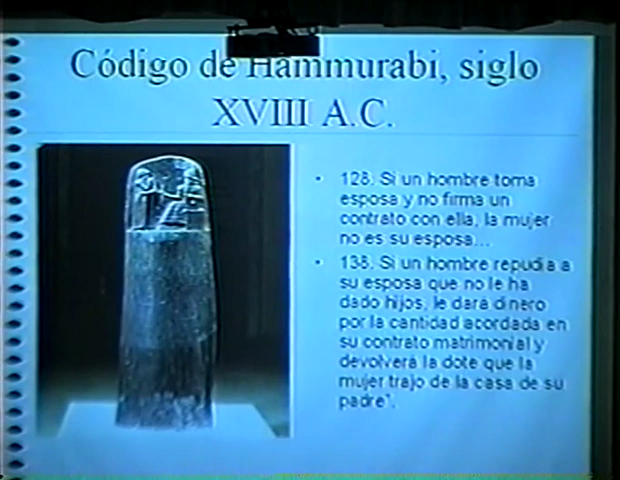 Código de Hammurabi, siglo
XVIII A.C.
• 128. Si un hombre toma
esposa y no firma un
contrato con ella, la mujer
no es su esposa...
• 138. Si un hombre repudia a
su esposa que no le ha
dado hijos, le dará dinero
por la cantidad acordada en
su contrato matrimonial y
devolverá la dote que la
mujer trajo de la casa de su
padre".